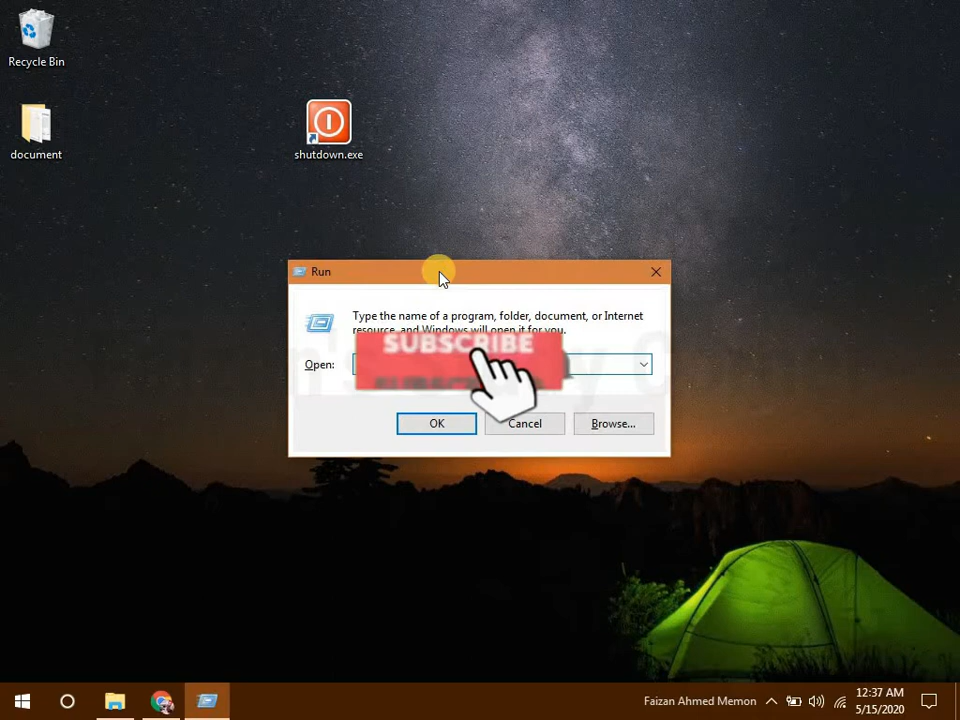 Recycle Bin
document
shutdown.exe
Run
Type the name of a program, folder, document, or Internet
resource, and Windows will open it for you.
SUBSCRIBE
Open:
OK
Cancel
Browse...
Faizan Ahmed Memon
12:37 AM
5/15/2020